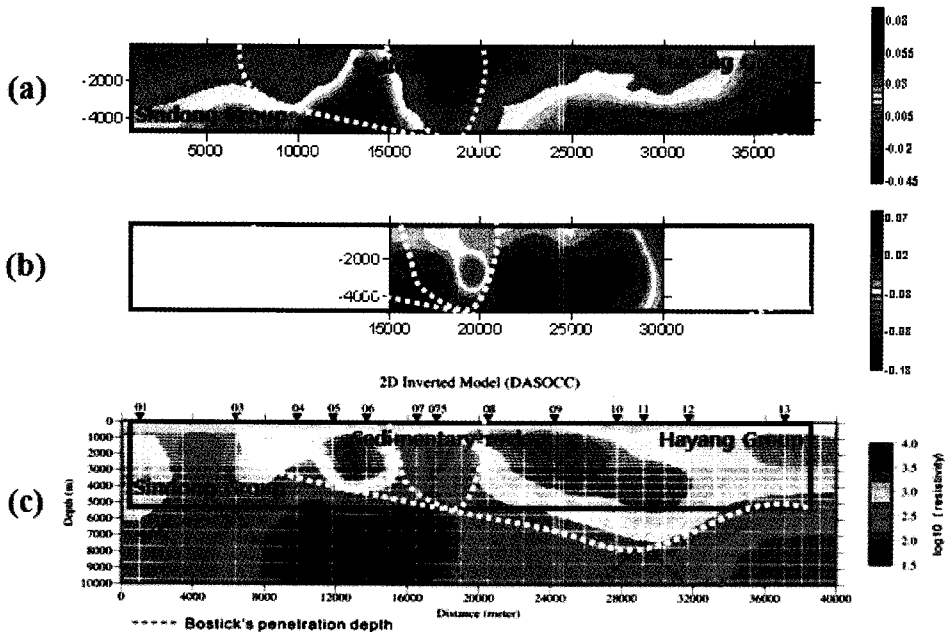 (a)
-2000
-4000
Hayang G
Sindong Group
5000 10000 15000 20000 25000 30000 35000
0.08
0.055
0.03
0.005
-0.02
-0.045
(b)
-2000
-4000
15000 20000 25000 30000
0.07
0.02
-0.03
-0.08
-0.13
(c)
2D Inverted Model (DASOCC)
01 03 04 05 06 07 075 08 09 10 11 12 13
Sedimentary
Hayang Group
Sindong Group
Depth (m)
0
1000
2000
3000
4000
5000
6000
7000
8000
9000
10000
0 4000 8000 12000 16000 20000 24000 28000 32000 36000 40000
Distance (meter)
4.0
3.5
3.0
2.5
2.0
1.5
log10 (resistivity)
Bostick's penetration depth